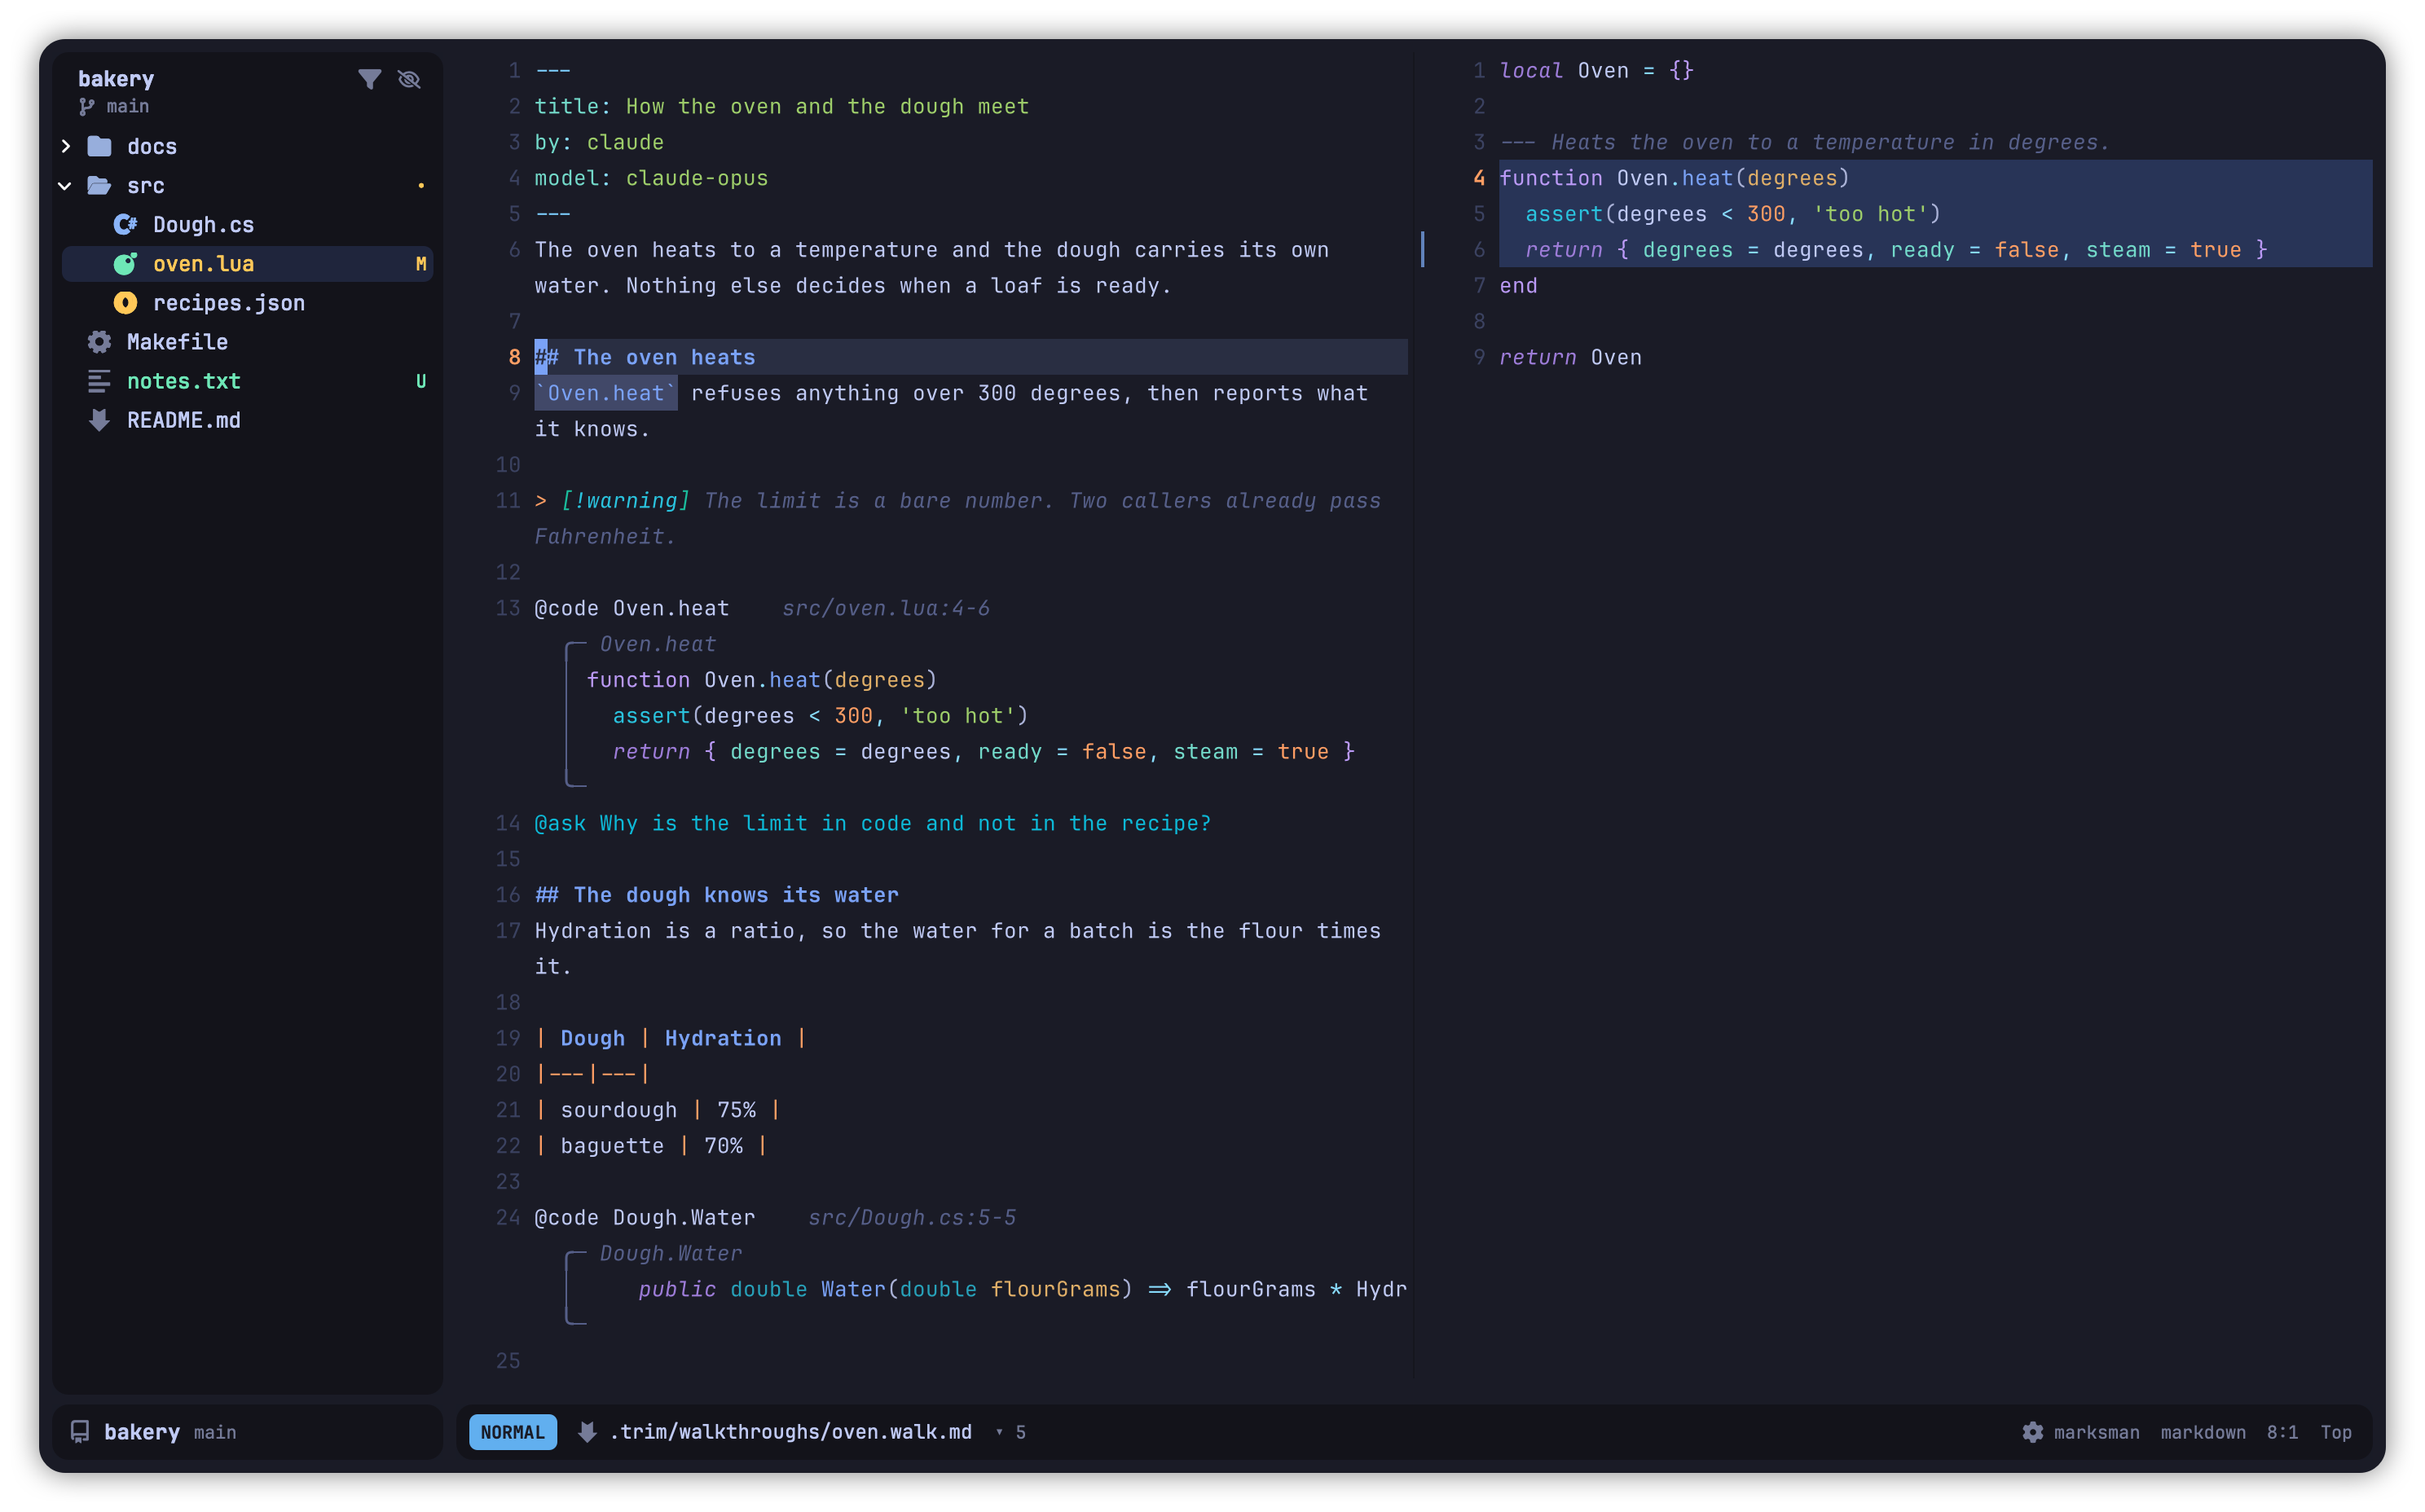 bakery
main
docs
src
Dough.cs
oven.lua M
recipes.json
Makefile
notes.txt U
README.md
bakery main
1 ---
2 title: How the oven and the dough meet
3 by: claude
4 model: claude-opus
5 ---
6 The oven heats to a temperature and the dough carries its own
water. Nothing else decides when a loaf is ready.
7
8 ## The oven heats
9 `Oven.heat` refuses anything over 300 degrees, then reports what
it knows.
10
11 > [!warning] The limit is a bare number. Two callers already pass
Fahrenheit.
12
13 @code Oven.heat    src/oven.lua:4-6
Oven.heat
function Oven.heat(degrees)
  assert(degrees < 300, 'too hot')
  return { degrees = degrees, ready = false, steam = true }
14 @ask Why is the limit in code and not in the recipe?
15
16 ## The dough knows its water
17 Hydration is a ratio, so the water for a batch is the flour times
it.
18
19 | Dough | Hydration |
20 |---|---|
21 | sourdough | 75% |
22 | baguette | 70% |
23
24 @code Dough.Water    src/Dough.cs:5-5
Dough.Water
    public double Water(double flourGrams) => flourGrams * Hydr
25
1 local Oven = {}
2
3 --- Heats the oven to a temperature in degrees.
4 function Oven.heat(degrees)
5   assert(degrees < 300, 'too hot')
6   return { degrees = degrees, ready = false, steam = true }
7 end
8
9 return Oven
NORMAL .trim/walkthroughs/oven.walk.md ▾ 5 marksman markdown 8:1 Top